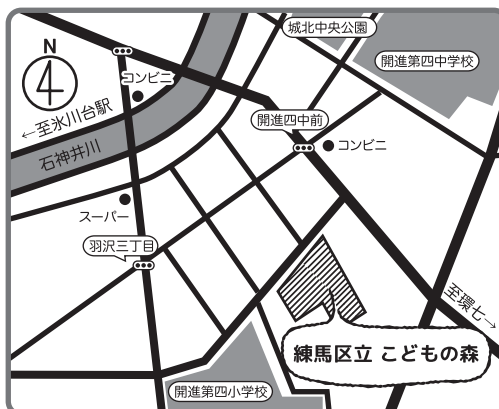 城北中央公園
N
コンビニ
開進第四中学校
←至氷川台駅
開進四中前
コンビニ
石神井川
スーパー
羽沢三丁目
至環七→
練馬区立 こどもの森
開進第四小学校